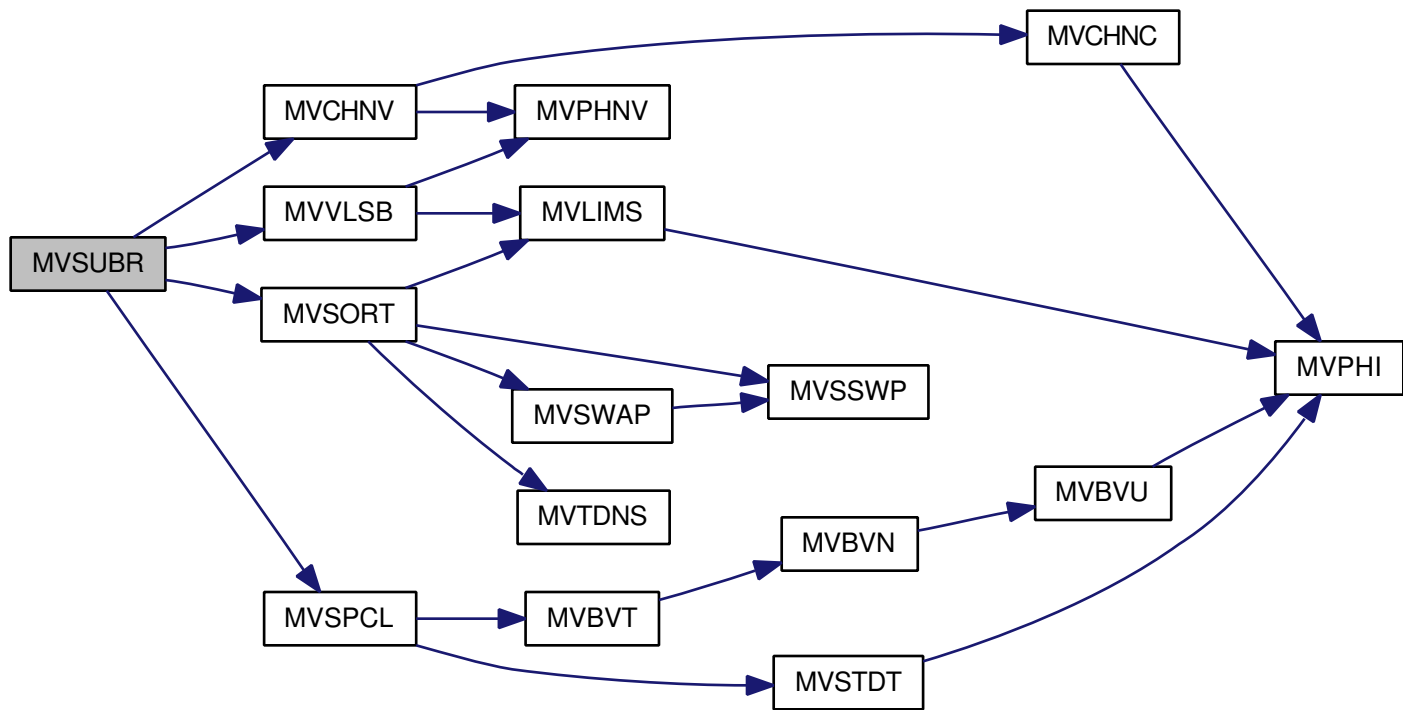 MVCHNC
MVCHNV
MVPHNV
MVVLSB
MVLIMS
MVSUBR
MVSORT
MVPHI
MVSSWP
MVSWAP
MVBVU
MVTDNS
MVBVN
MVSPCL
MVBVT
MVSTDT